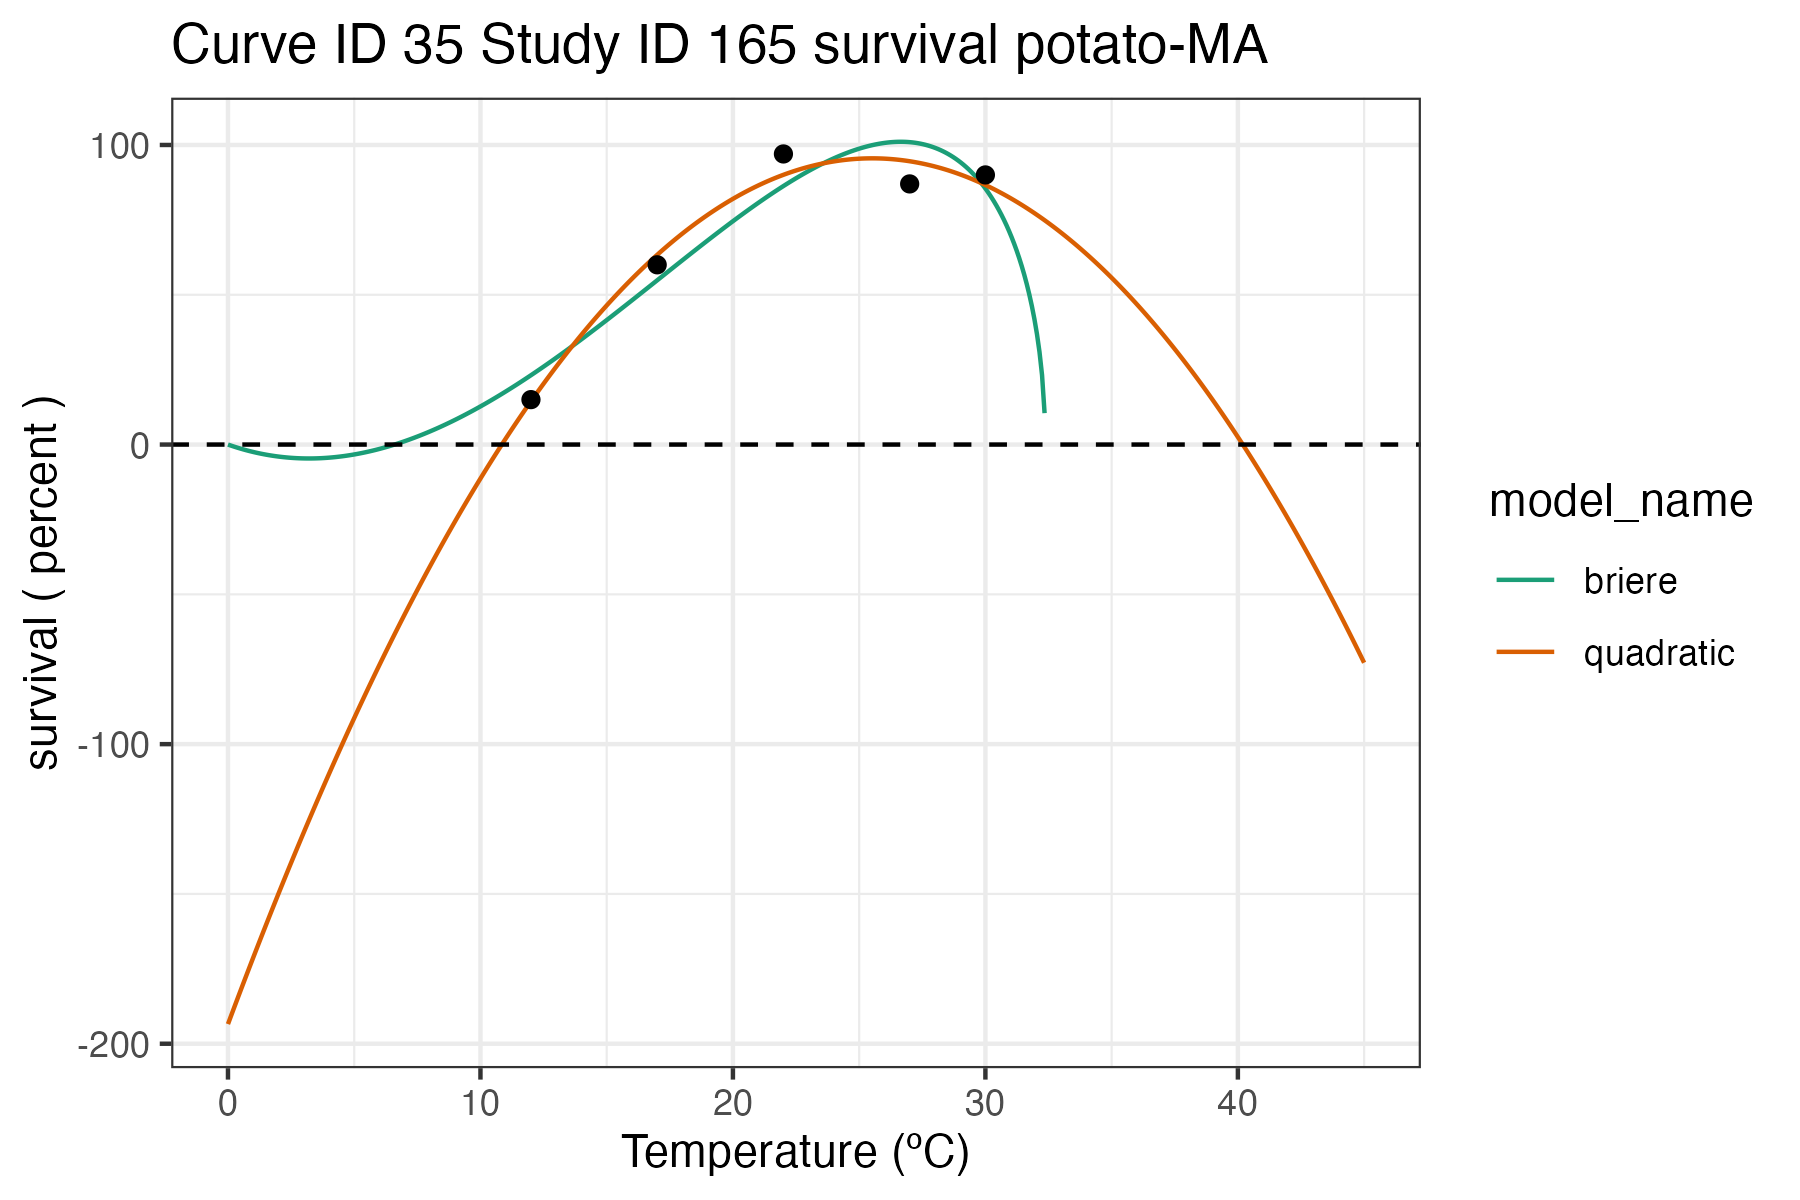 Curve ID 35 Study ID 165 survival potato-MA
survival ( percent )
100
0
-100
-200
0 10 20 30 40
Temperature (ºC)
model_name
briere
quadratic